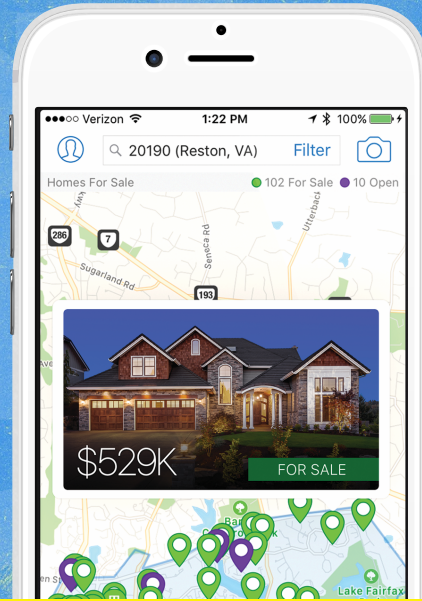 Verizon 1:22 PM 100%
20190 (Reston, VA) Filter
Homes For Sale 102 For Sale 10 Open
286
7
Seneca Rd
Utterback
Sugarland Rd
193
$529K
FOR SALE
Lake Fairfax